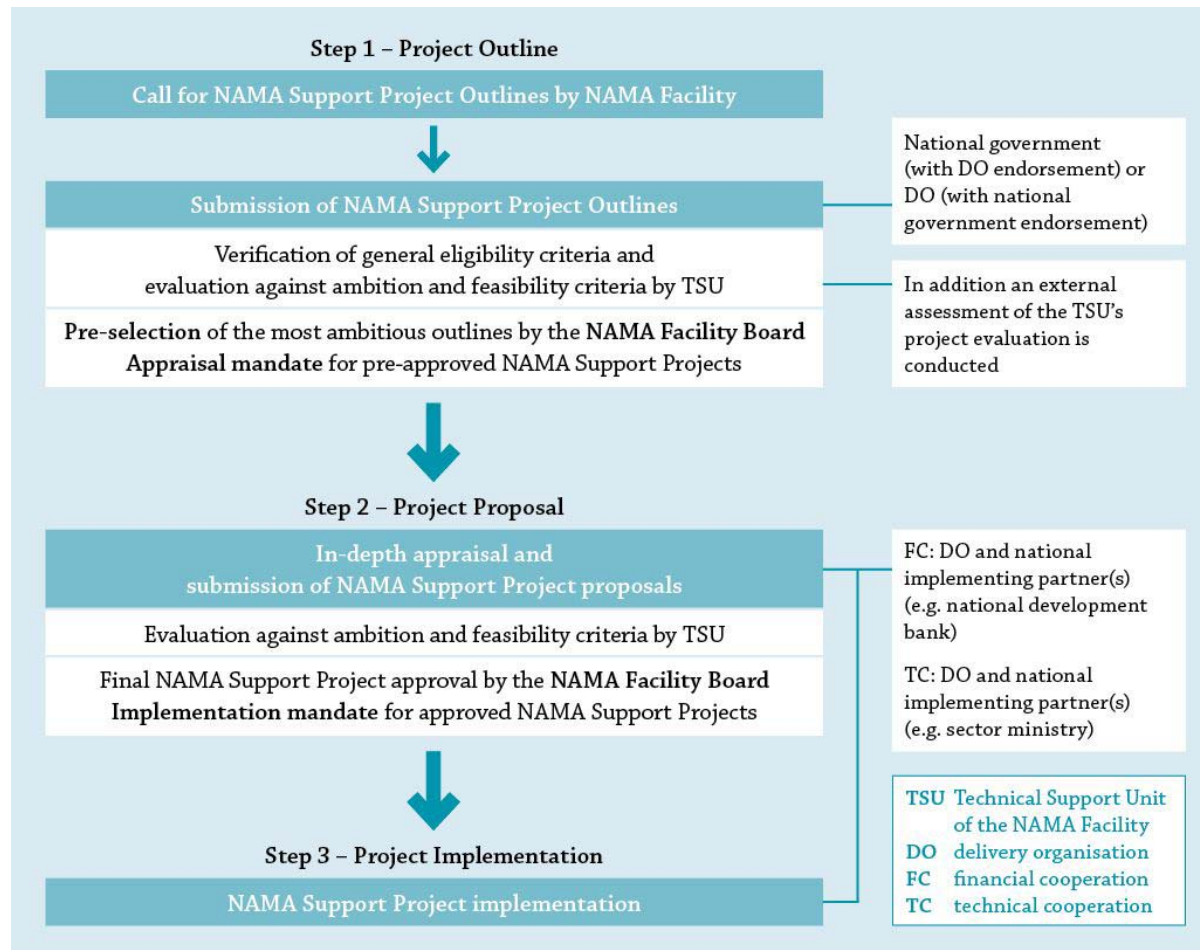 Step 1 – Project Outline
Call for NAMA Support Project Outlines by NAMA Facility
Submission of NAMA Support Project Outlines
National government
(with DO endorsement) or
DO (with national
government endorsement)
Verification of general eligibility criteria and
evaluation against ambition and feasibility criteria by TSU
In addition an external
assessment of the TSU's
project evaluation is
conducted
Pre-selection of the most ambitious outlines by the NAMA Facility Board
Appraisal mandate for pre-approved NAMA Support Projects
Step 2 – Project Proposal
In-depth appraisal and
submission of NAMA Support Project proposals
FC: DO and national
implementing partner(s)
(e.g. national development
bank)
TC: DO and national
implementing partner(s)
(e.g. sector ministry)
Evaluation against ambition and feasibility criteria by TSU
Final NAMA Support Project approval by the NAMA Facility Board
Implementation mandate for approved NAMA Support Projects
Step 3 – Project Implementation
NAMA Support Project implementation
TSU Technical Support Unit
of the NAMA Facility
DO delivery organisation
FC financial cooperation
TC technical cooperation